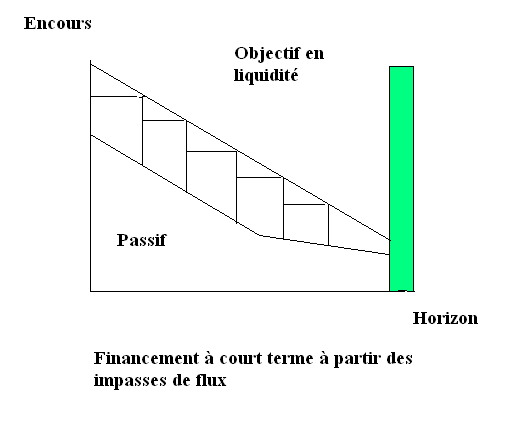 Encours
Objectif en
liquidité
Passif
Horizon
Financement à court terme à partir des
impasses de flux